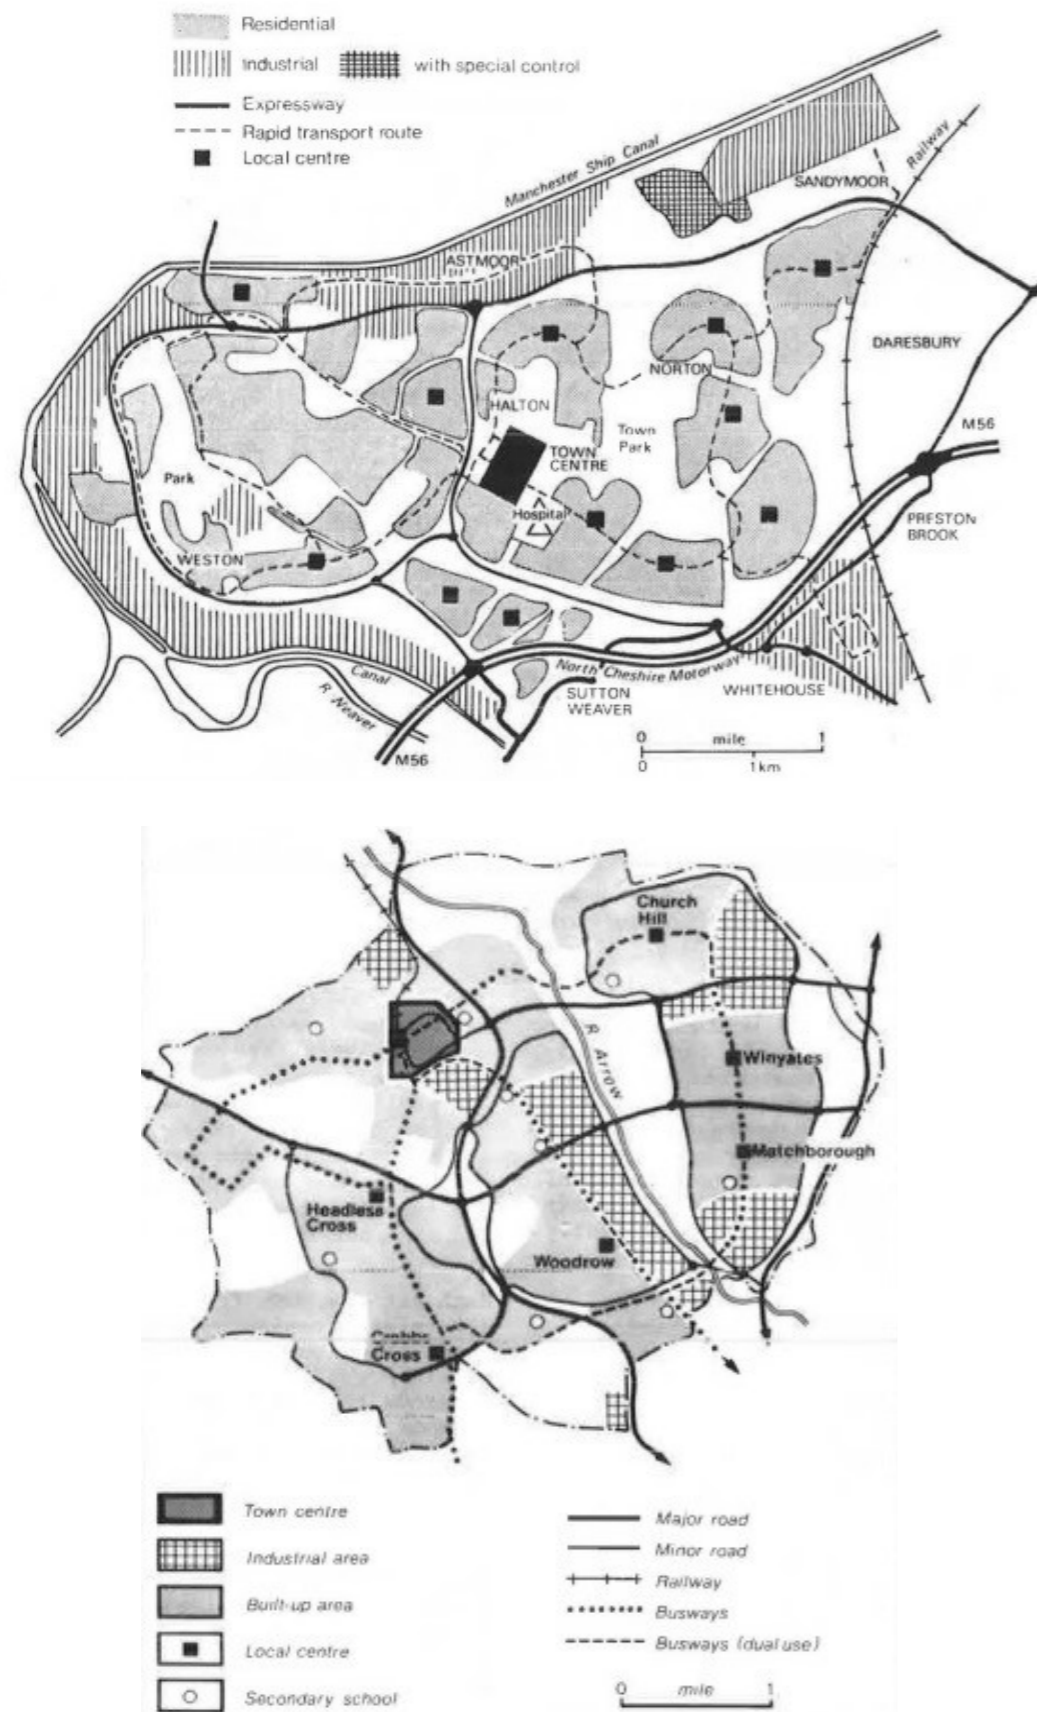 Residential
Industrial
with special control
Expressway
Rapid transport route
Local centre
Manchester Ship Canal
Railway
SANDYMOOR
ASTMOOR
DARESBURY
NORTON
HALTON
Town
Park
TOWN
CENTRE
M56
Park
Hospital
PRESTON
BROOK
WESTON
North Cheshire Motorway
Canal
R Neaver
SUTTON
WEAVER
WHITEHOUSE
M56
0 mile 1
0 1km
Church
Hill
R Arrow
Winyates
Matchborough
Headless
Cross
Woodrow
Crabbs
Cross
Town centre
Industrial area
Built-up area
Local centre
Secondary school
Major road
Minor road
Railway
Busways
Busways (dual use)
0 mile 1